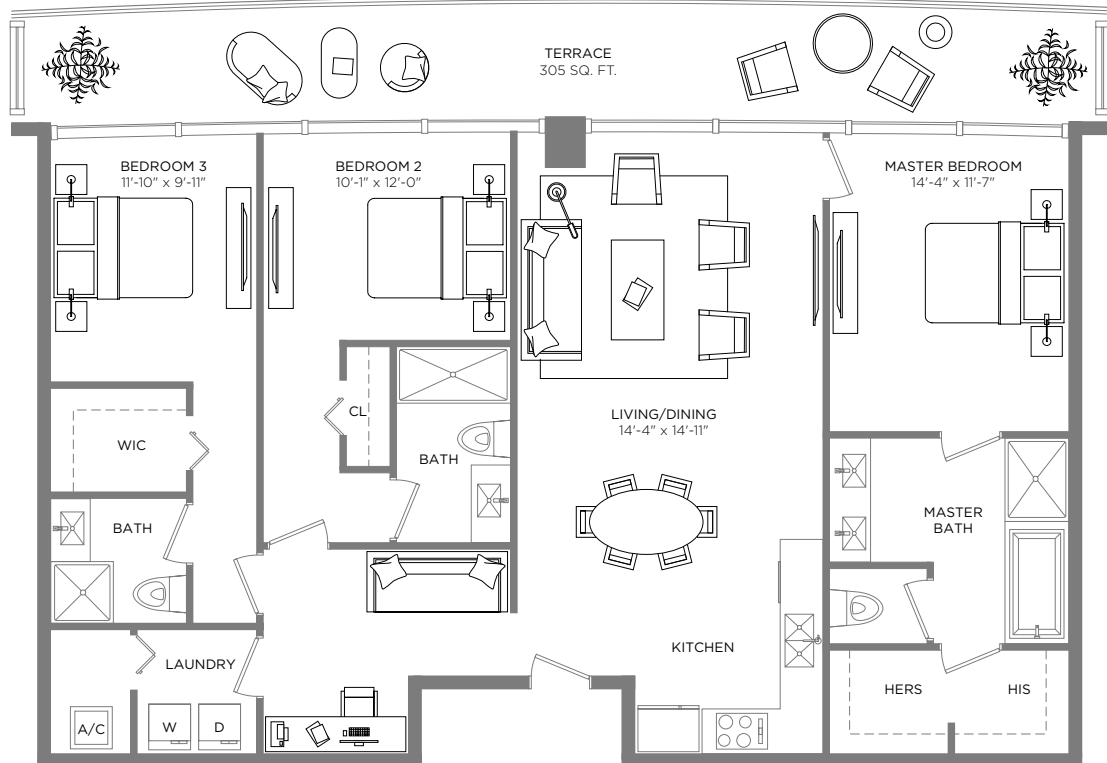 TERRACE
305 SQ. FT.
BEDROOM 3
11'-10" x 9'-11"
BEDROOM 2
10'-1" x 12'-0"
MASTER BEDROOM
14'-4" x 11'-7"
LIVING/DINING
14'-4" x 14'-11"
CL
WIC
BATH
BATH
MASTER
BATH
KITCHEN
LAUNDRY
HERS
HIS
A/C
W
D